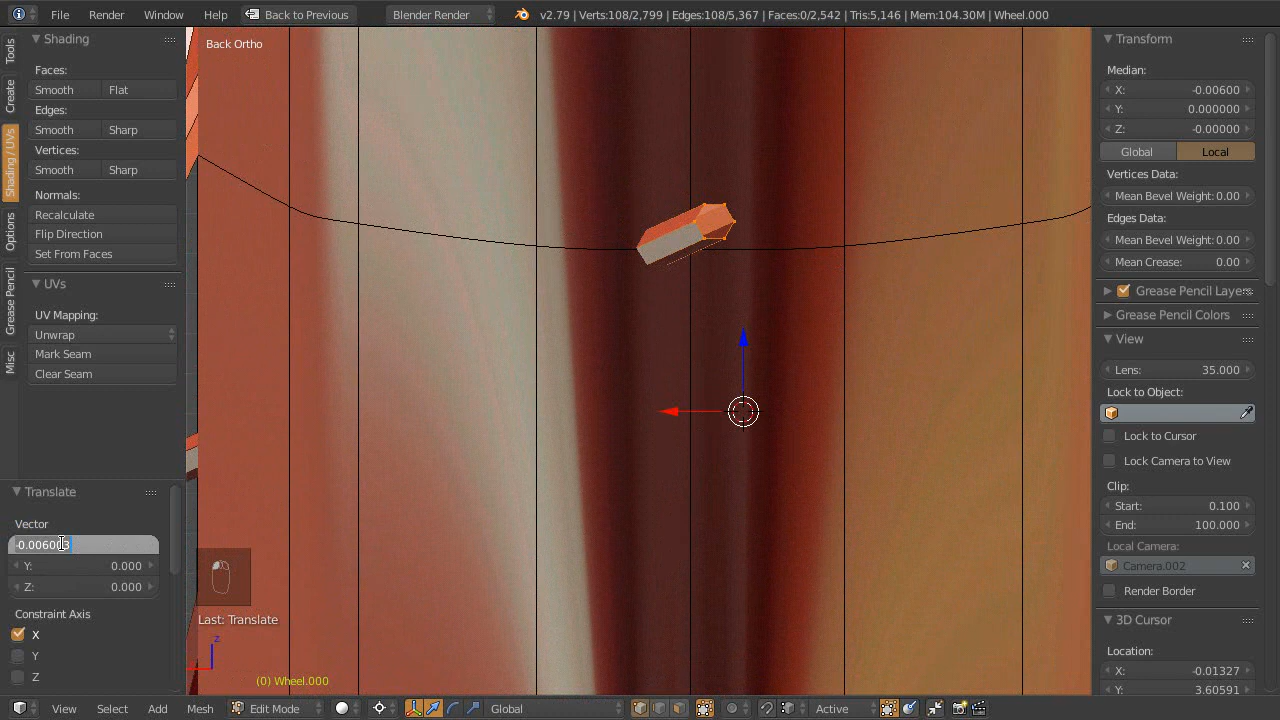 File Render Window Help Back to Previous Blender Render v2.79 | Verts:108/2,799 | Edges:108/5,367 | Faces:0/2,542 | Tris:5,146 | Mem:104.30M | Wheel.000
Tools
Create
Shading / UVs
Options
Grease Pencil
Misc
Shading
Faces:
Smooth Flat
Edges:
Smooth Sharp
Vertices:
Smooth Sharp
Normals:
Recalculate
Flip Direction
Set From Faces
UVs
UV Mapping:
Unwrap
Mark Seam
Clear Seam
Translate
Vector
Y: 0.000
Z: 0.000
Constraint Axis
X
Y
Z
Back Ortho
Last: Translate
z
(0) Wheel.000
Transform
Median:
X: -0.00600
Y: 0.000000
Z: -0.00000
Global Local
Vertices Data:
Mean Bevel Weight: 0.00
Edges Data:
Mean Bevel Weight: 0.00
Mean Crease: 0.00
Grease Pencil Layers
Grease Pencil Colors
View
Lens: 35.000
Lock to Object:
Lock to Cursor
Lock Camera to View
Clip:
Start: 0.100
End: 100.000
Local Camera:
Camera.002
Render Border
3D Cursor
Location:
X: -0.01327
Y: 3.60591
View Select Add Mesh Edit Mode Global Active